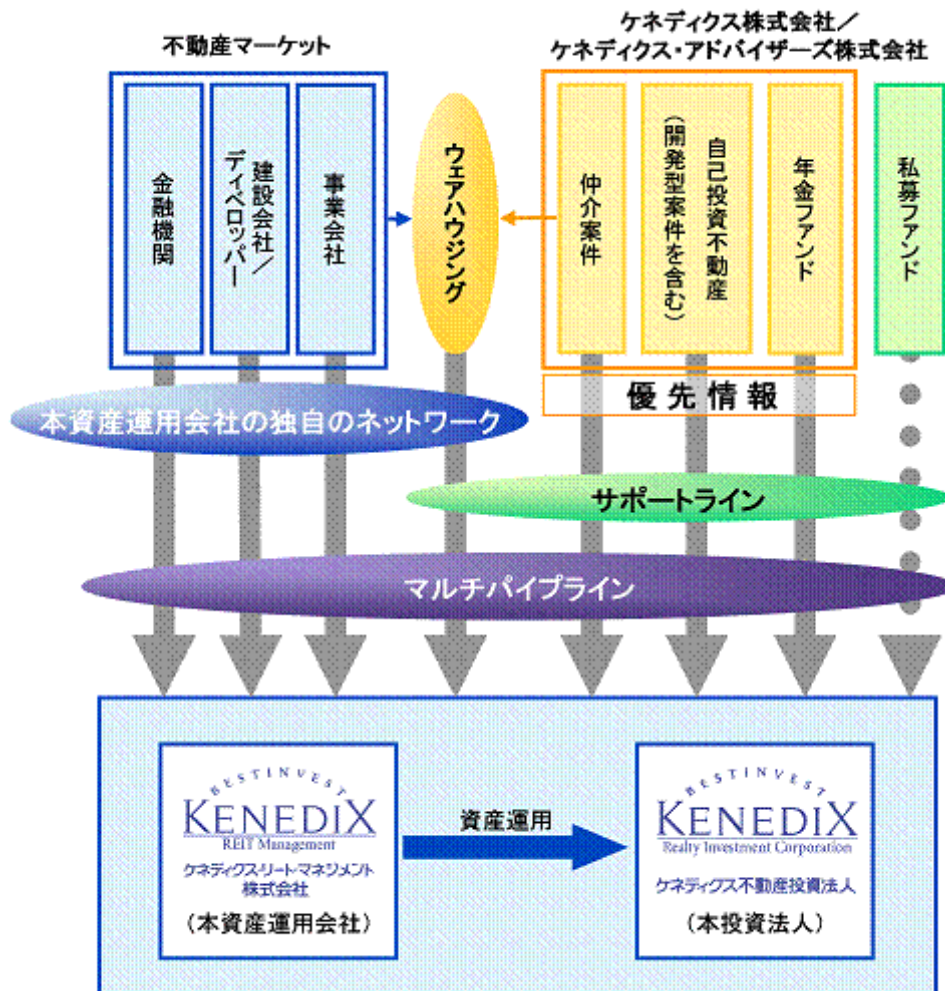 不動産マーケット
ケネディクス株式会社／
ケネディクス・アドバイザーズ株式会社
金融機関
建設会社／
ディベロッパー
事業会社
ウェアハウジング
仲介案件
自己投資不動産
（開発型案件を含む）
年金ファンド
私募ファンド
優先情報
本資産運用会社の独自のネットワーク
サポートライン
マルチパイプライン
BESTINVEST
KENEDIX
REIT Management
ケネディクス・リート・マネジメント
株式会社
（本資産運用会社）
資産運用
BESTINVEST
KENEDIX
Realty Investment Corporation
ケネディクス不動産投資法人
（本投資法人）